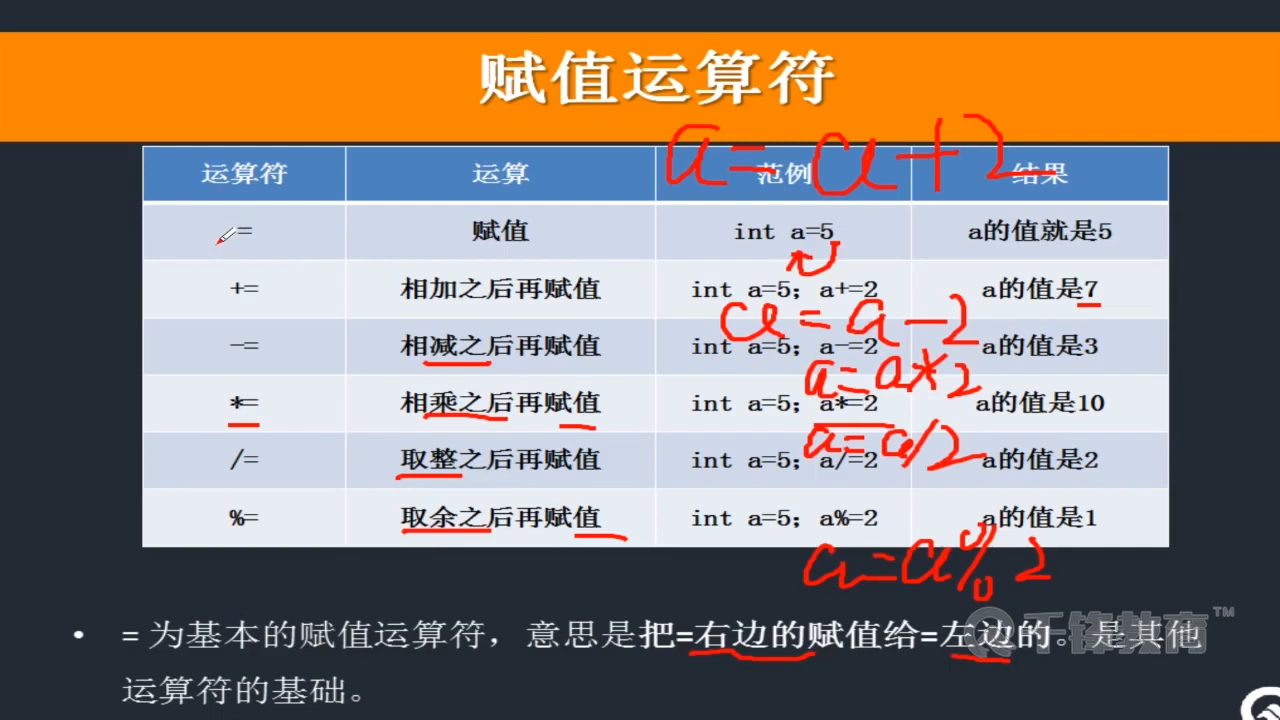 赋值运算符
a=a+2
运算符 运算 范例 结果
= 赋值 int a=5 a的值就是5
+= 相加之后再赋值 int a=5; a+=2 a的值是7
a=a-2
-= 相减之后再赋值 int a=5; a-=2 a的值是3
a=a*2
*= 相乘之后再赋值 int a=5; a*=2 a的值是10
a=a/2
/= 取整之后再赋值 int a=5; a/=2 a的值是2
%= 取余之后再赋值 int a=5; a%=2 a的值是1
a=a%2
千锋教育™
• = 为基本的赋值运算符，意思是把=右边的赋值给=左边的。是其他
运算符的基础。